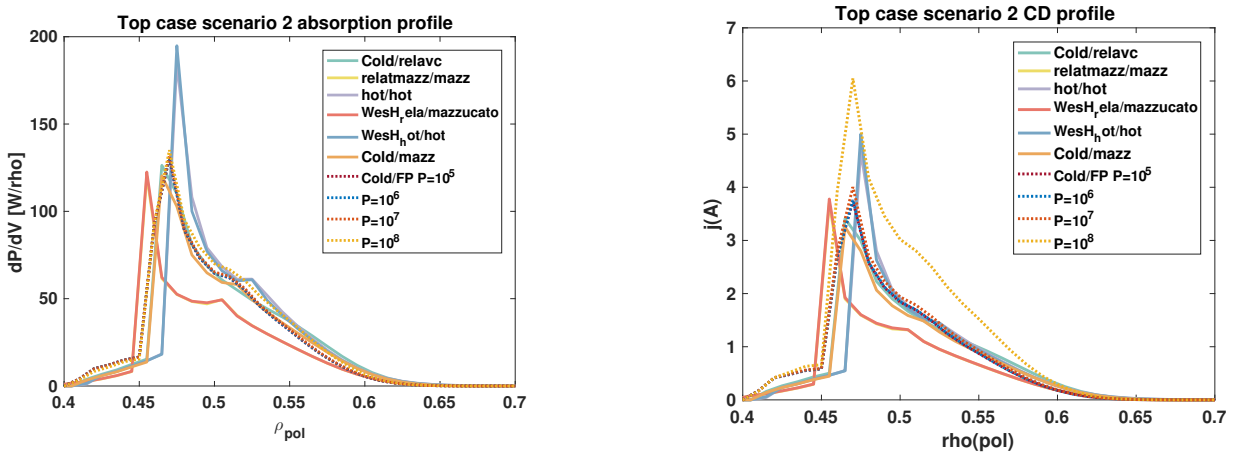 Top case scenario 2 absorption profile
dP/dV [W/rho]
200
150
100
50
0
0.4
0.45
0.5
0.55
0.6
0.65
0.7
ρpol
Cold/relavc
relatmazz/mazz
hot/hot
WesHrela/mazzucato
WesHhot/hot
Cold/mazz
Cold/FP P=10⁵
P=10⁶
P=10⁷
P=10⁸
Top case scenario 2 CD profile
j(A)
7
6
5
4
3
2
1
0
0.4
0.45
0.5
0.55
0.6
0.65
0.7
rho(pol)
Cold/relavc
relatmazz/mazz
hot/hot
WesHrela/mazzucato
WesHhot/hot
Cold/mazz
Cold/FP P=10⁵
P=10⁶
P=10⁷
P=10⁸